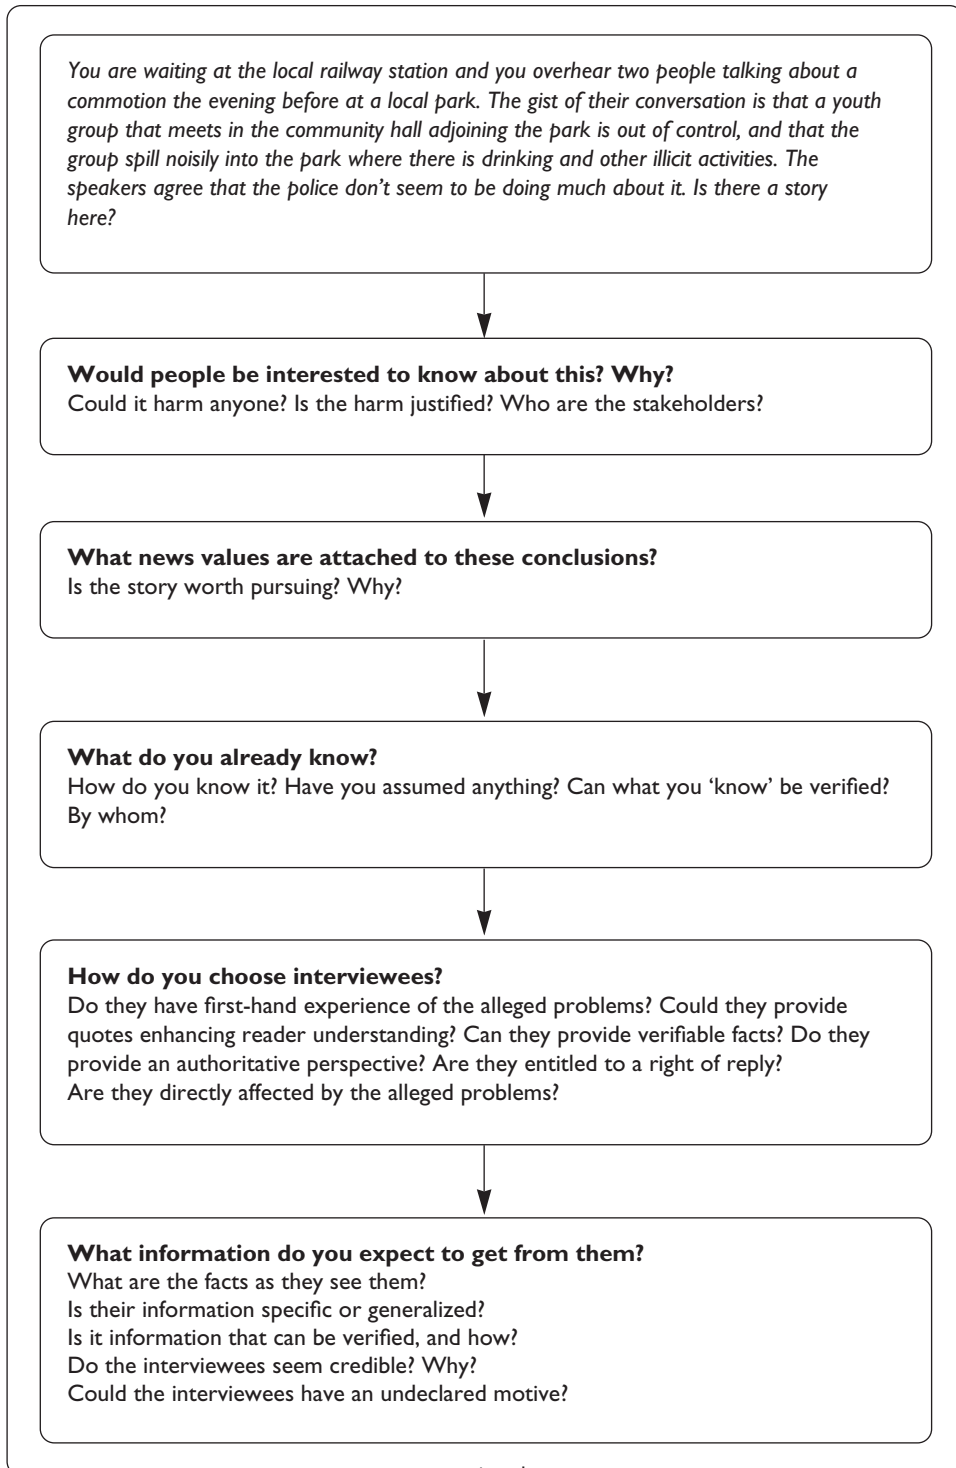 You are waiting at the local railway station and you overhear two people talking about a
commotion the evening before at a local park. The gist of their conversation is that a youth
group that meets in the community hall adjoining the park is out of control, and that the
group spill noisily into the park where there is drinking and other illicit activities. The
speakers agree that the police don’t seem to be doing much about it. Is there a story
here?
Would people be interested to know about this? Why?
Could it harm anyone? Is the harm justified? Who are the stakeholders?
What news values are attached to these conclusions?
Is the story worth pursuing? Why?
What do you already know?
How do you know it? Have you assumed anything? Can what you ‘know’ be verified?
By whom?
How do you choose interviewees?
Do they have first-hand experience of the alleged problems? Could they provide
quotes enhancing reader understanding? Can they provide verifiable facts? Do they
provide an authoritative perspective? Are they entitled to a right of reply?
Are they directly affected by the alleged problems?
What information do you expect to get from them?
What are the facts as they see them?
Is their information specific or generalized?
Is it information that can be verified, and how?
Do the interviewees seem credible? Why?
Could the interviewees have an undeclared motive?